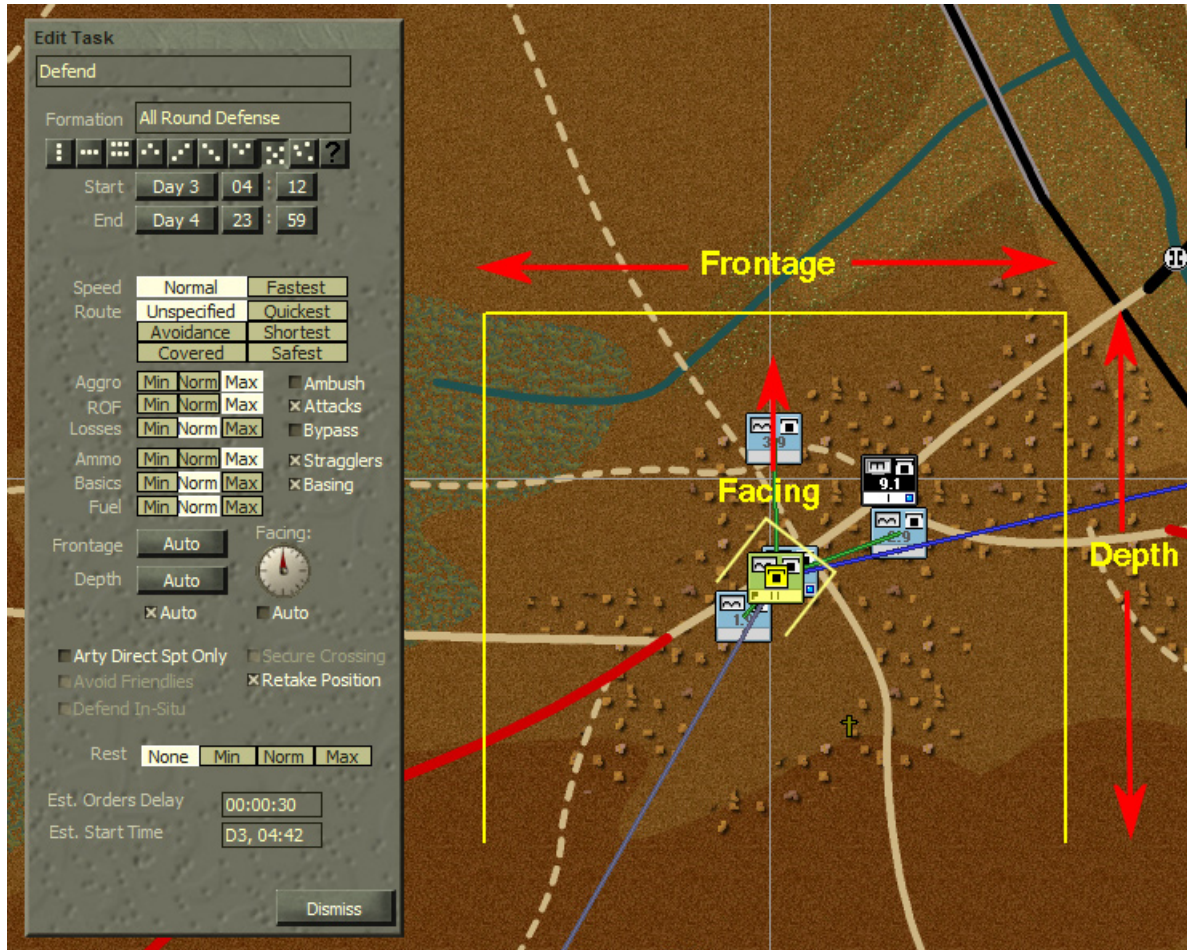 Edit Task
Defend
Formation All Round Defense
?
Start Day 3 04 : 12
End Day 4 23 : 59
Speed Normal Fastest
Route Unspecified Quickest
Avoidance Shortest
Covered Safest
Aggro Min Norm Max Ambush
ROF Min Norm Max Attacks
Losses Min Norm Max Bypass
Ammo Min Norm Max Stragglers
Basics Min Norm Max Basing
Fuel Min Norm Max
Frontage Auto Facing:
Depth Auto
Auto Auto
Arty Direct Spt Only Secure Crossing
Avoid Friendlies Retake Position
Defend In-Situ
Rest None Min Norm Max
Est. Orders Delay 00:00:30
Est. Start Time D3, 04:42
Dismiss
Frontage
9.1
Facing
Depth